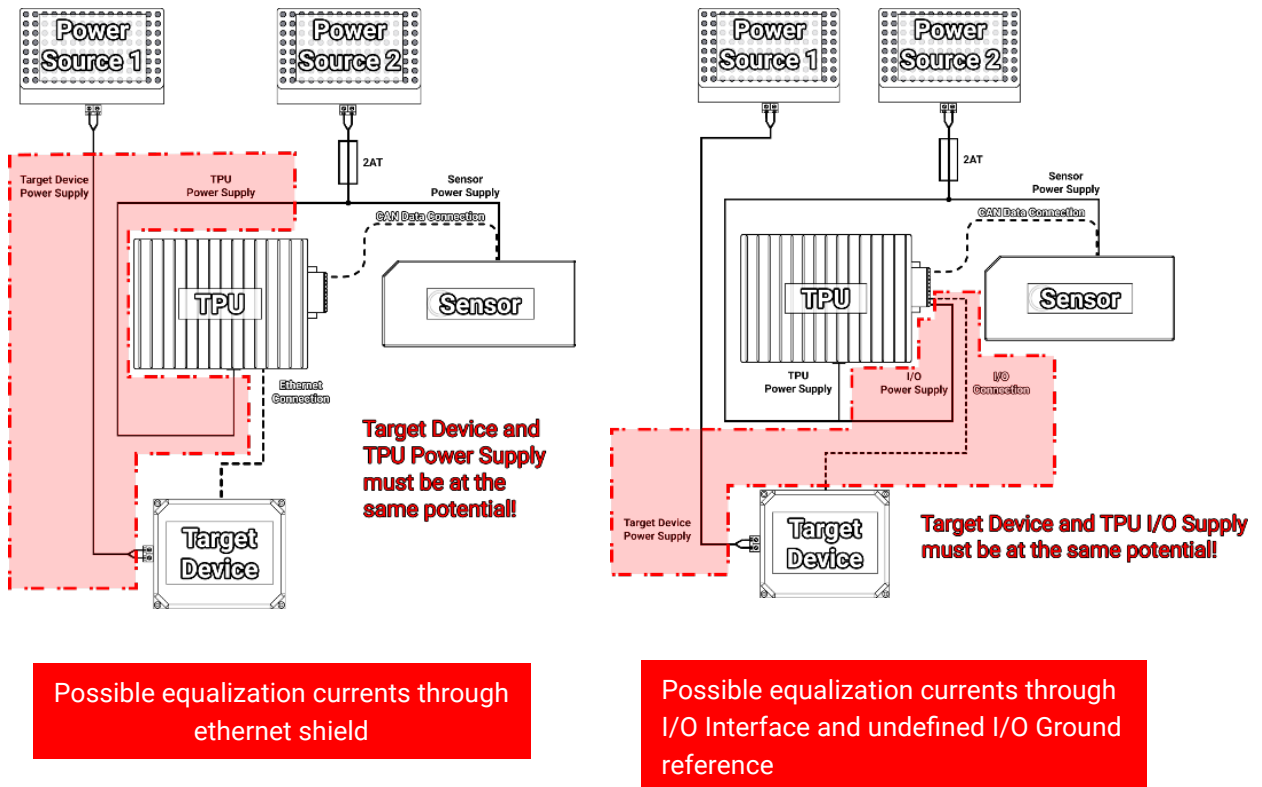 Power
Source 1
Power
Source 2
2AT
Target Device
Power Supply
TPU
Power Supply
Sensor
Power Supply
CAN Data Connection
TPU
Sensor
Ethernet
Connection
Target Device and
TPU Power Supply
must be at the
same potential!
Target
Device
Possible equalization currents through
ethernet shield
Power
Source 1
Power
Source 2
2AT
Sensor
Power Supply
CAN Data Connection
TPU
Sensor
TPU
Power Supply
I/O
Power Supply
I/O
Connection
Target Device
Power Supply
Target
Device
Target Device and TPU I/O Supply
must be at the same potential!
Possible equalization currents through
I/O Interface and undefined I/O Ground
reference